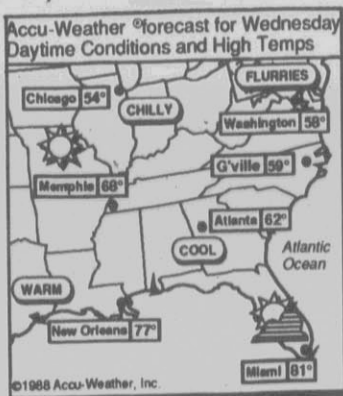 Accu-Weather ® forecast for Wednesday
Daytime Conditions and High Temps
FLURRIES
Chicago 54°
CHILLY
Washington 58°
G'ville 59°
Memphis 68°
Atlanta 62°
COOL
Atlantic
Ocean
WARM
New Orleans 77°
Miami 81°
©1988 Accu-Weather, Inc.